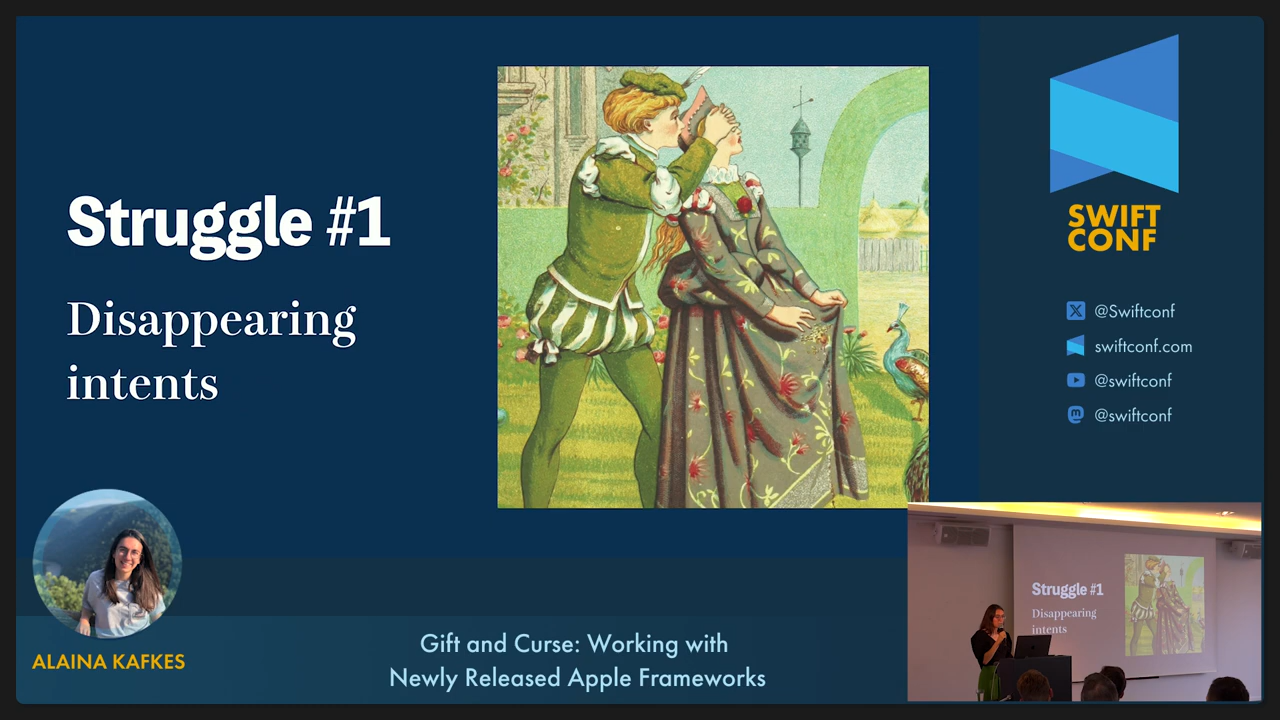 Struggle #1
Disappearing
intents
SWIFT
CONF
@Swiftconf
swiftconf.com
@swiftconf
@swiftconf
ALAINA KAFKES
Gift and Curse: Working with
Newly Released Apple Frameworks
Struggle #1
Disappearing
intents